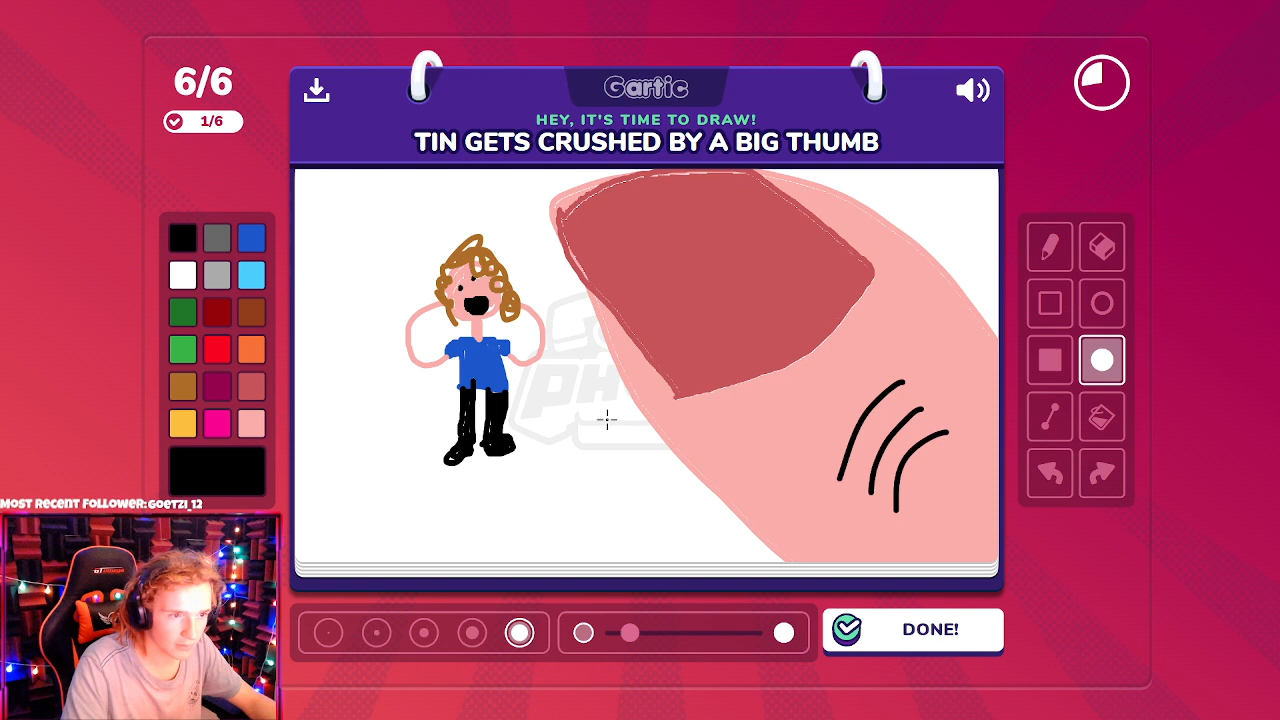 6/6
1/6
Gartic
HEY, IT'S TIME TO DRAW!
TIN GETS CRUSHED BY A BIG THUMB
PH
MOST RECENT FOLLOWER: GOETZI_12
DONE!